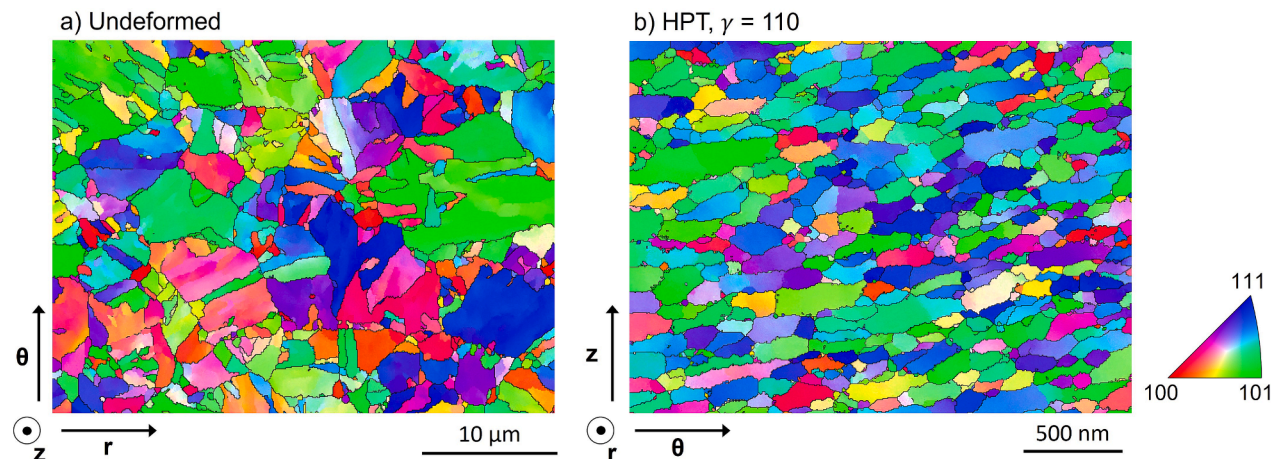 a) Undeformed
b) HPT, γ = 110
θ
z
r
10 µm
z
r
θ
500 nm
111
100
101